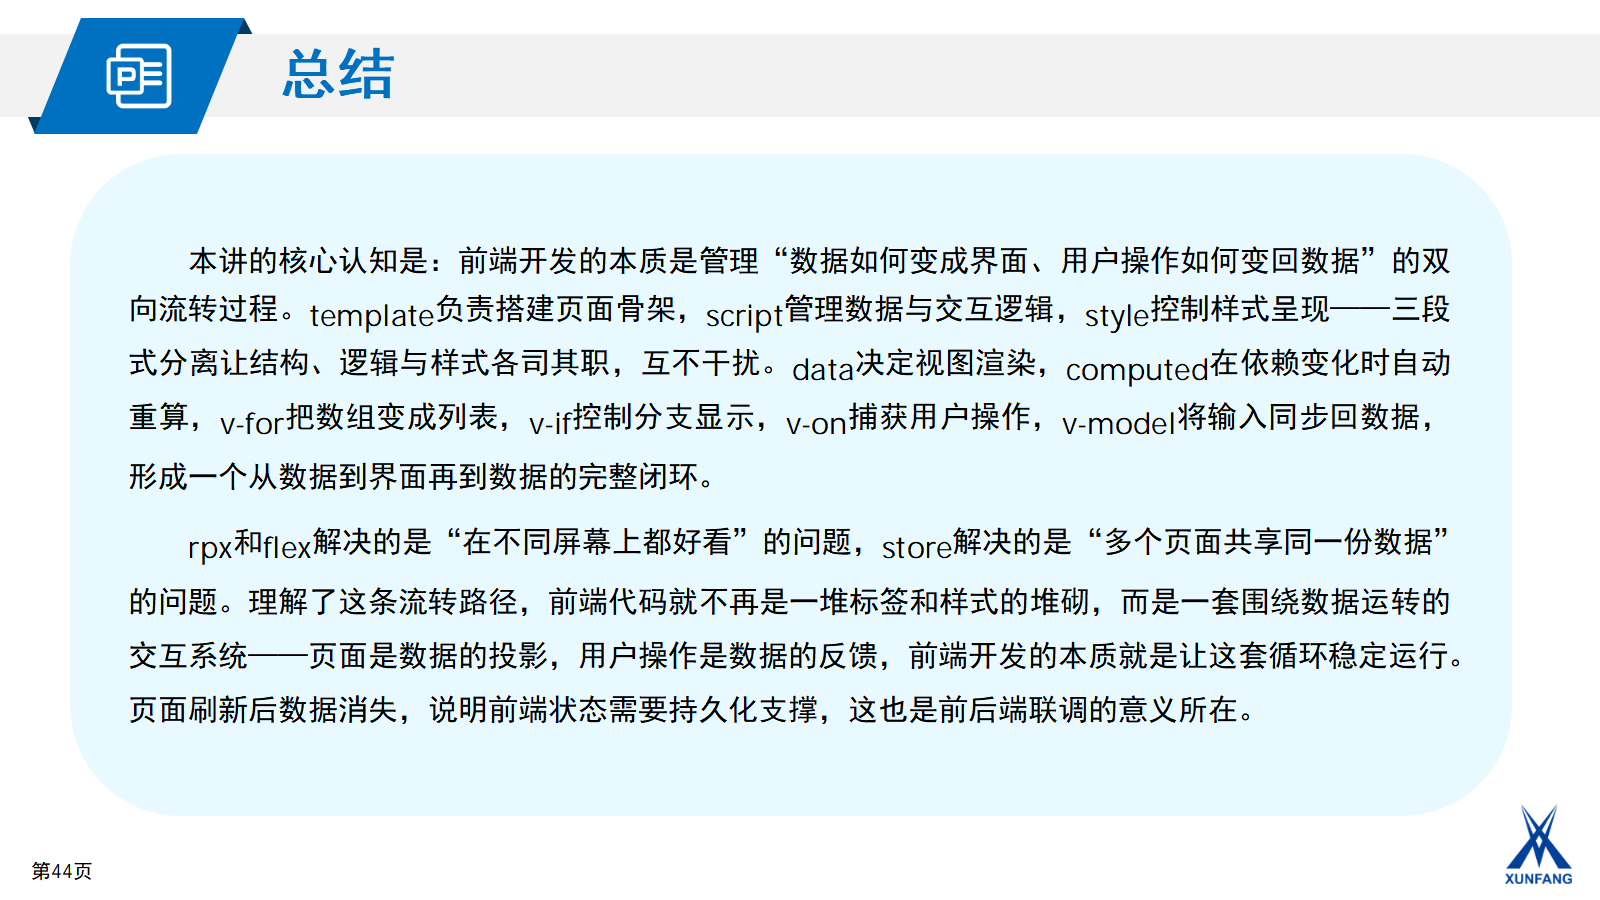 总结
本讲的核心认知是：前端开发的本质是管理“数据如何变成界面、用户操作如何变回数据”的双
向流转过程。template负责搭建页面骨架，script管理数据与交互逻辑，style控制样式呈现——三段
式分离让结构、逻辑与样式各司其职，互不干扰。data决定视图渲染，computed在依赖变化时自动
重算，v-for把数组变成列表，v-if控制分支显示，v-on捕获用户操作，v-model将输入同步回数据，
形成一个从数据到界面再到数据的完整闭环。
rpx和flex解决的是“在不同屏幕上都好看”的问题，store解决的是“多个页面共享同一份数据”
的问题。理解了这条流转路径，前端代码就不再是一堆标签和样式的堆砌，而是一套围绕数据运转的
交互系统——页面是数据的投影，用户操作是数据的反馈，前端开发的本质就是让这套循环稳定运行。
页面刷新后数据消失，说明前端状态需要持久化支撑，这也是前后端联调的意义所在。
第44页
XUNFANG